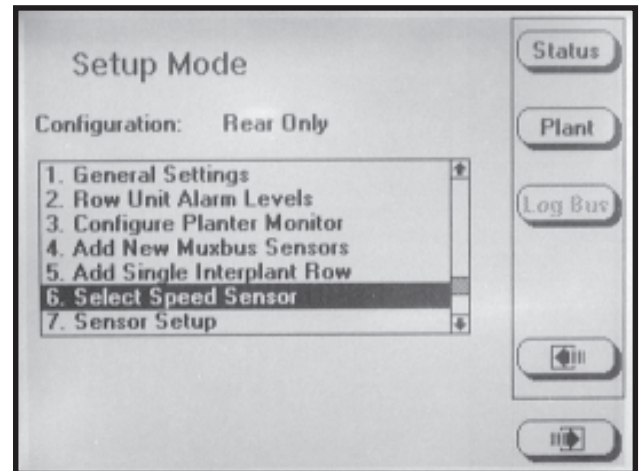 Setup Mode
Configuration: Rear Only
1. General Settings
2. Row Unit Alarm Levels
3. Configure Planter Monitor
4. Add New Muxbus Sensors
5. Add Single Interplant Row
6. Select Speed Sensor
7. Sensor Setup
Status
Plant
Log Bus